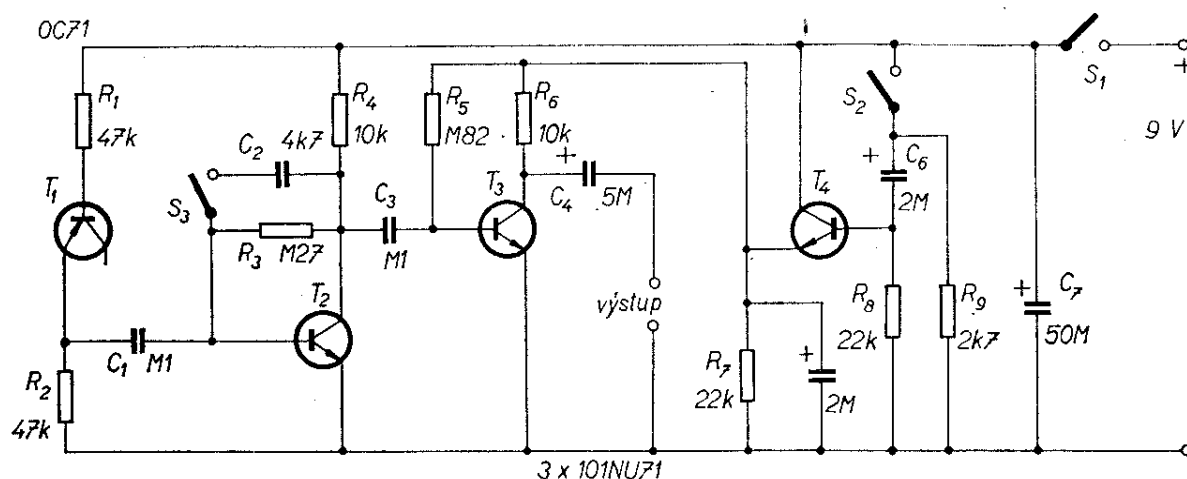 OC71
R1
47k
T1
R2
47k
C1
M1
S3
C2
4k7
R3
M27
R4
10k
T2
C3
M1
R5
M82
R6
10k
T3
+
C4
5M
výstup
3 x 101NU71
T4
R7
22k
+
2M
S2
+
C6
2M
R8
22k
R9
2k7
+
C7
50M
S1
+
9 V